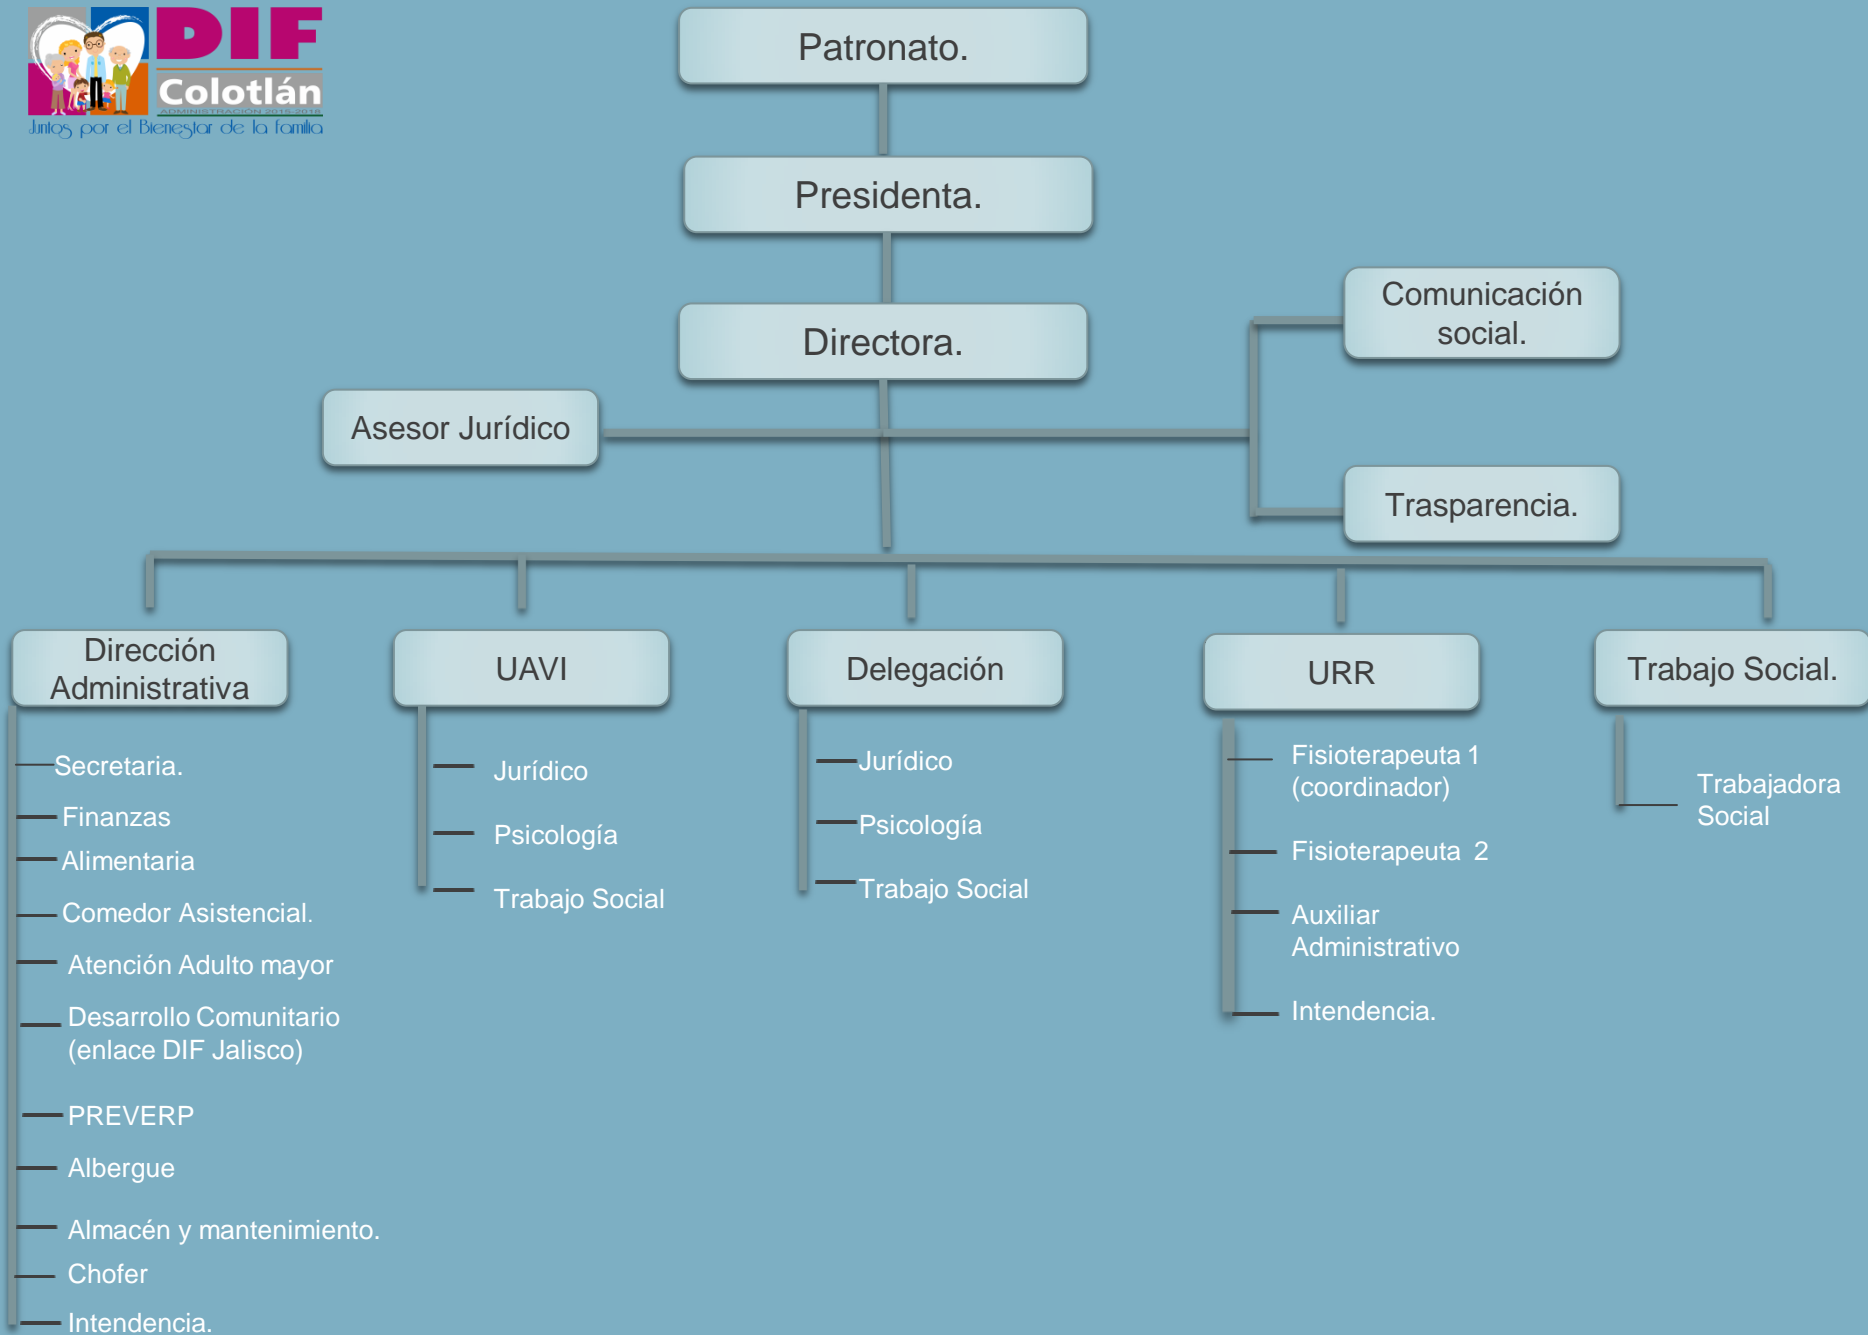 DIF
Colotlán
ADMINISTRACIÓN 2015-2018
Juntos por el Bienestar de la familia
Patronato.
Presidenta.
Directora.
Comunicación
social.
Asesor Jurídico
Trasparencia.
Dirección
Administrativa
Secretaria.
Finanzas
Alimentaria
Comedor Asistencial.
Atención Adulto mayor
Desarrollo Comunitario
(enlace DIF Jalisco)
PREVERP
Albergue
Almacén y mantenimiento.
Chofer
Intendencia.
UAVI
Jurídico
Psicología
Trabajo Social
Delegación
Jurídico
Psicología
Trabajo Social
URR
Fisioterapeuta 1
(coordinador)
Fisioterapeuta 2
Auxiliar
Administrativo
Intendencia.
Trabajo Social.
Trabajadora
Social